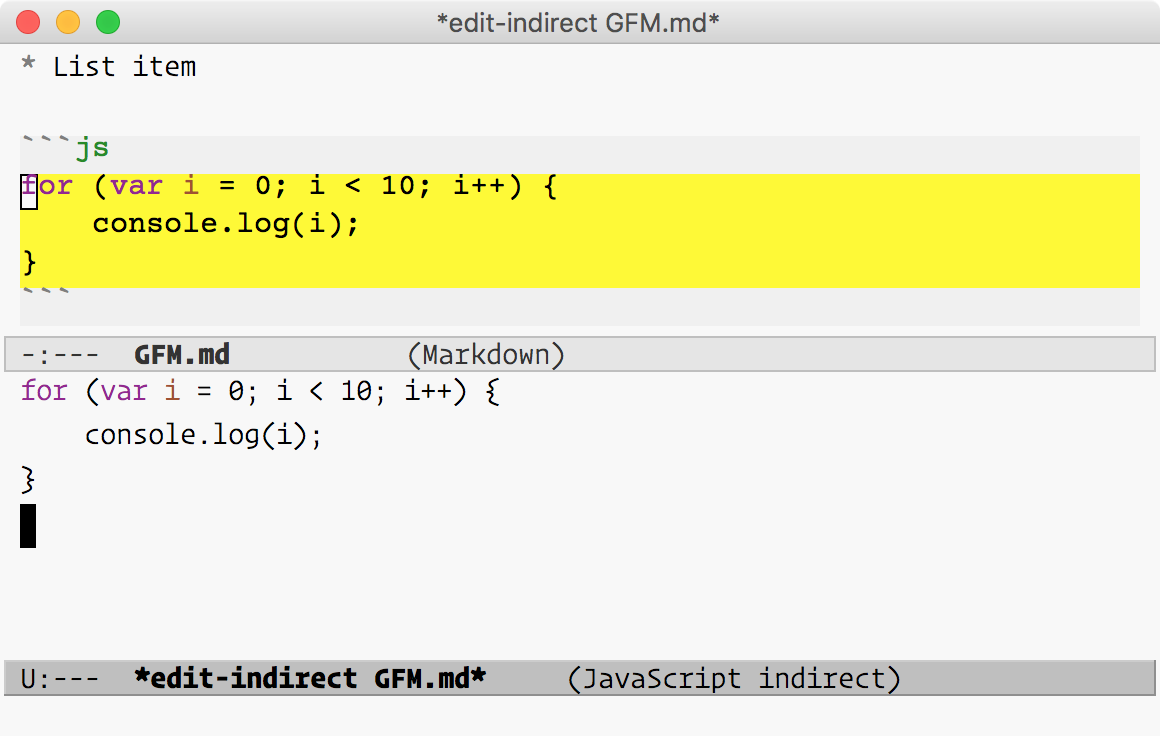 *edit-indirect GFM.md*
* List item
```js
for (var i = 0; i < 10; i++) {
    console.log(i);
}
```
-:---  GFM.md           (Markdown)
for (var i = 0; i < 10; i++) {
    console.log(i);
}
U:---  *edit-indirect GFM.md*     (JavaScript indirect)